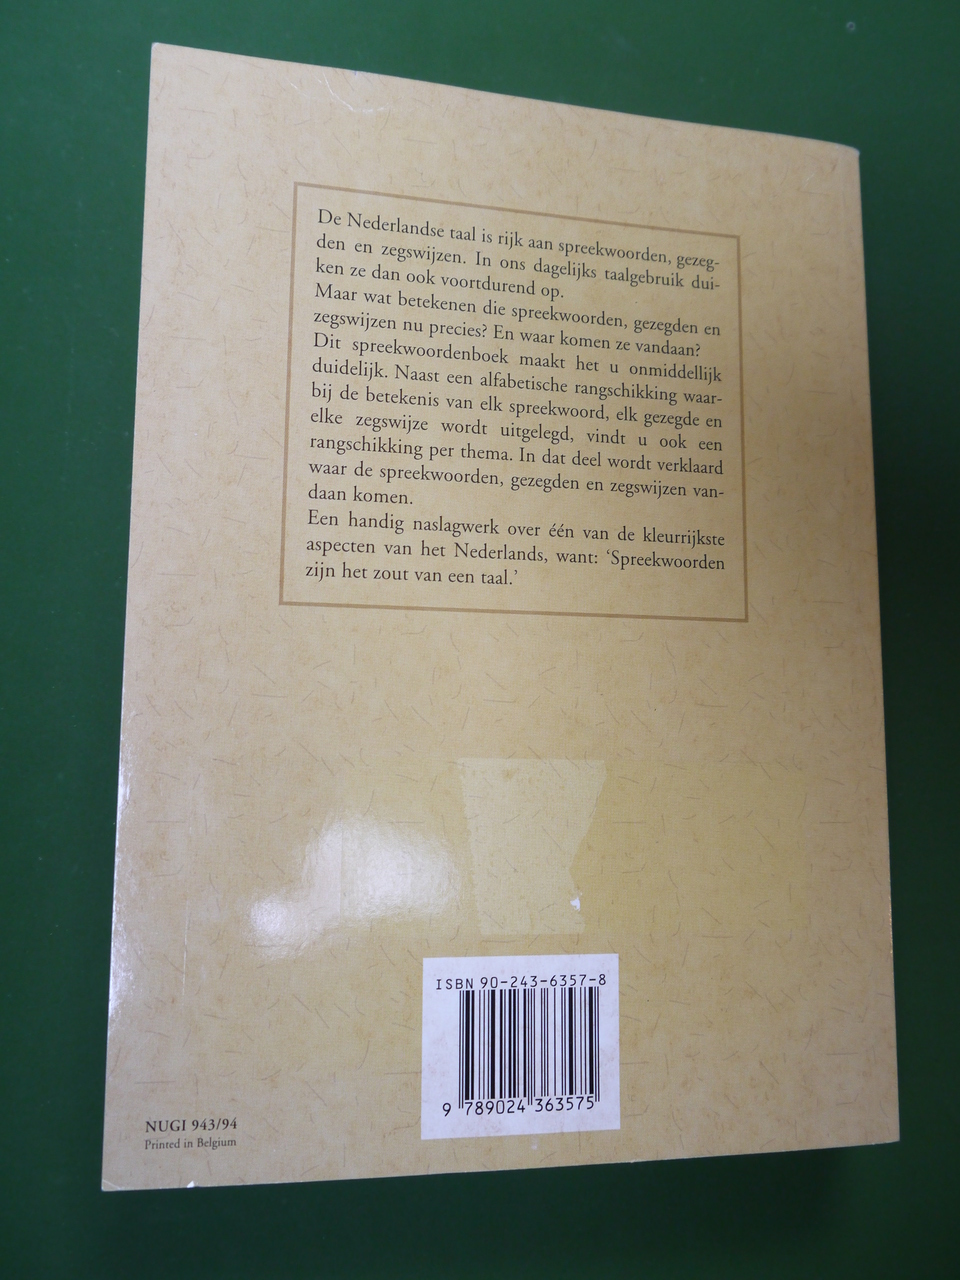 De Nederlandse taal is rijk aan spreekwoorden, gezeg-
den en zegswijzen. In ons dagelijks taalgebruik dui-
ken ze dan ook voortdurend op.
Maar wat betekenen die spreekwoorden, gezegden en
zegswijzen nu precies? En waar komen ze vandaan?
Dit spreekwoordenboek maakt het u onmiddellijk
duidelijk. Naast een alfabetische rangschikking waar-
bij de betekenis van elk spreekwoord, elk gezegde en
elke zegswijze wordt uitgelegd, vindt u ook een
rangschikking per thema. In dat deel wordt verklaard
waar de spreekwoorden, gezegden en zegswijzen van-
daan komen.
Een handig naslagwerk over één van de kleurrijkste
aspecten van het Nederlands, want: ‘Spreekwoorden
zijn het zout van een taal.’
ISBN 90-243-6357-8
9 789024 363575
NUGI 943/94
Printed in Belgium